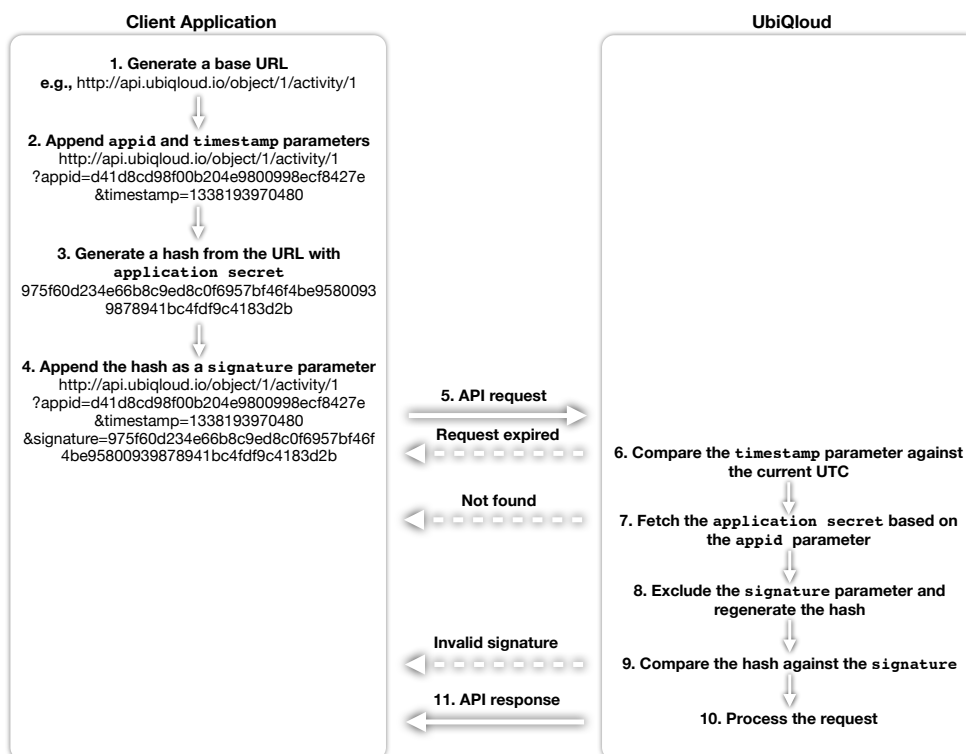 Client Application
1. Generate a base URL
e.g., http://api.ubiqloud.io/object/1/activity/1
2. Append appid and timestamp parameters
http://api.ubiqloud.io/object/1/activity/1
?appid=d41d8cd98f00b204e9800998ecf8427e
&timestamp=1338193970480
3. Generate a hash from the URL with
application secret
975f60d234e66b8c9ed8c0f6957bf46f4be9580093
9878941bc4fdf9c4183d2b
4. Append the hash as a signature parameter
http://api.ubiqloud.io/object/1/activity/1
?appid=d41d8cd98f00b204e9800998ecf8427e
&timestamp=1338193970480
&signature=975f60d234e66b8c9ed8c0f6957bf46f
4be95800939878941bc4fdf9c4183d2b
5. API request
Request expired
Not found
Invalid signature
11. API response
UbiQloud
6. Compare the timestamp parameter against
the current UTC
7. Fetch the application secret based on
the appid parameter
8. Exclude the signature parameter and
regenerate the hash
9. Compare the hash against the signature
10. Process the request